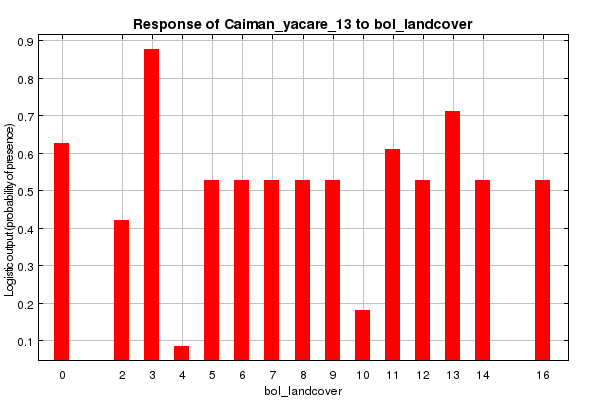 Response of Caiman_yacare_13 to bol_landcover
Logistic output (probability of presence)
0.9
0.8
0.7
0.6
0.5
0.4
0.3
0.2
0.1
0 2 3 4 5 6 7 8 9 10 11 12 13 14 16
bol_landcover